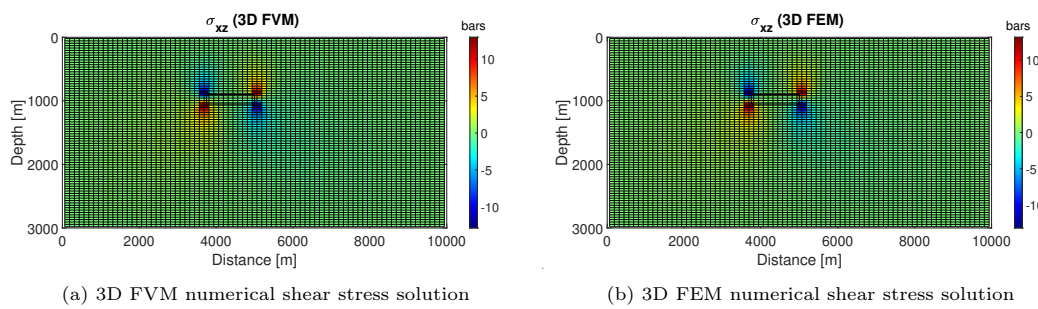 σxz (3D FVM)
bars
0
1000
2000
3000
Depth [m]
0 2000 4000 6000 8000 10000
Distance [m]
10
5
0
-5
-10
(a) 3D FVM numerical shear stress solution
σxz (3D FEM)
bars
0
1000
2000
3000
Depth [m]
0 2000 4000 6000 8000 10000
Distance [m]
10
5
0
-5
-10
(b) 3D FEM numerical shear stress solution